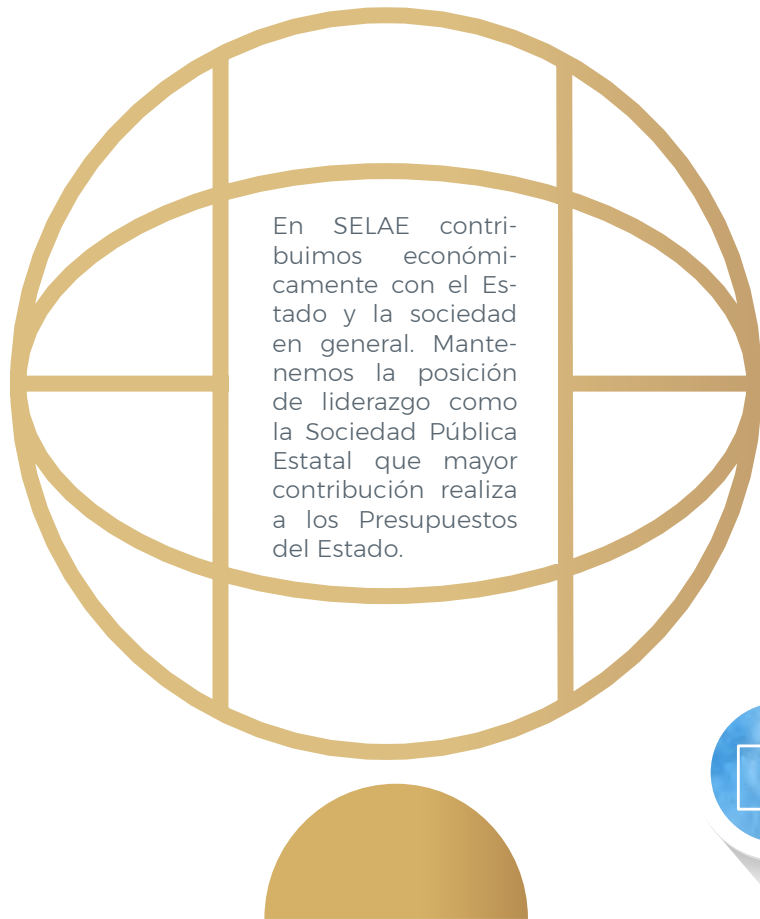 En SELAE contri-
buimos económi-
camente con el Es-
tado y la sociedad
en general. Mante-
nemos la posición
de liderazgo como
la Sociedad Pública
Estatal que mayor
contribución realiza
a los Presupuestos
del Estado.